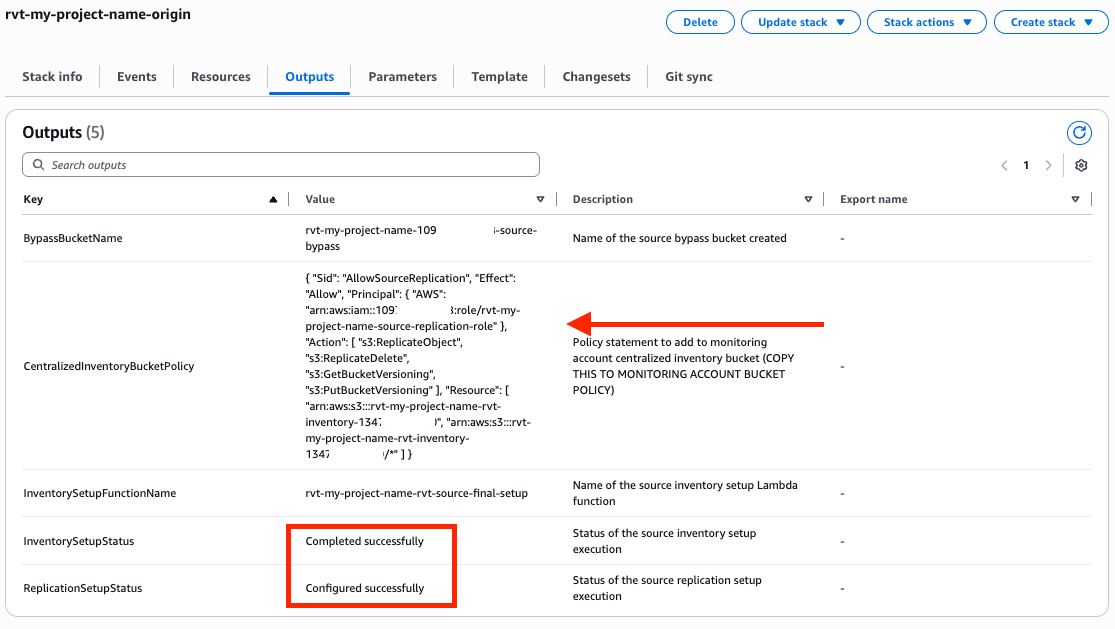 rvt-my-project-name-origin
Delete
Update stack
Stack actions
Create stack
Stack info
Events
Resources
Outputs
Parameters
Template
Changesets
Git sync
Outputs (5)
Search outputs
1
Key
Value
Description
Export name
BypassBucketName
rvt-my-project-name-109 -source-
bypass
Name of the source bypass bucket created
-
CentralizedInventoryBucketPolicy
{ "Sid": "AllowSourceReplication", "Effect":
"Allow", "Principal": { "AWS":
"arn:aws:iam::109 :role/rvt-my-
project-name-source-replication-role" },
"Action": [ "s3:ReplicateObject",
"s3:ReplicateDelete",
"s3:GetBucketVersioning",
"s3:PutBucketVersioning" ], "Resource": [
"arn:aws:s3:::rvt-my-project-name-rvt-
inventory-1347 ", "arn:aws:s3:::rvt-
my-project-name-rvt-inventory-
1347 /*" ] }
Policy statement to add to monitoring
account centralized inventory bucket (COPY
THIS TO MONITORING ACCOUNT BUCKET
POLICY)
-
InventorySetupFunctionName
rvt-my-project-name-rvt-source-final-setup
Name of the source inventory setup Lambda
function
-
InventorySetupStatus
Completed successfully
Status of the source inventory setup
execution
-
ReplicationSetupStatus
Configured successfully
Status of the source replication setup
execution
-